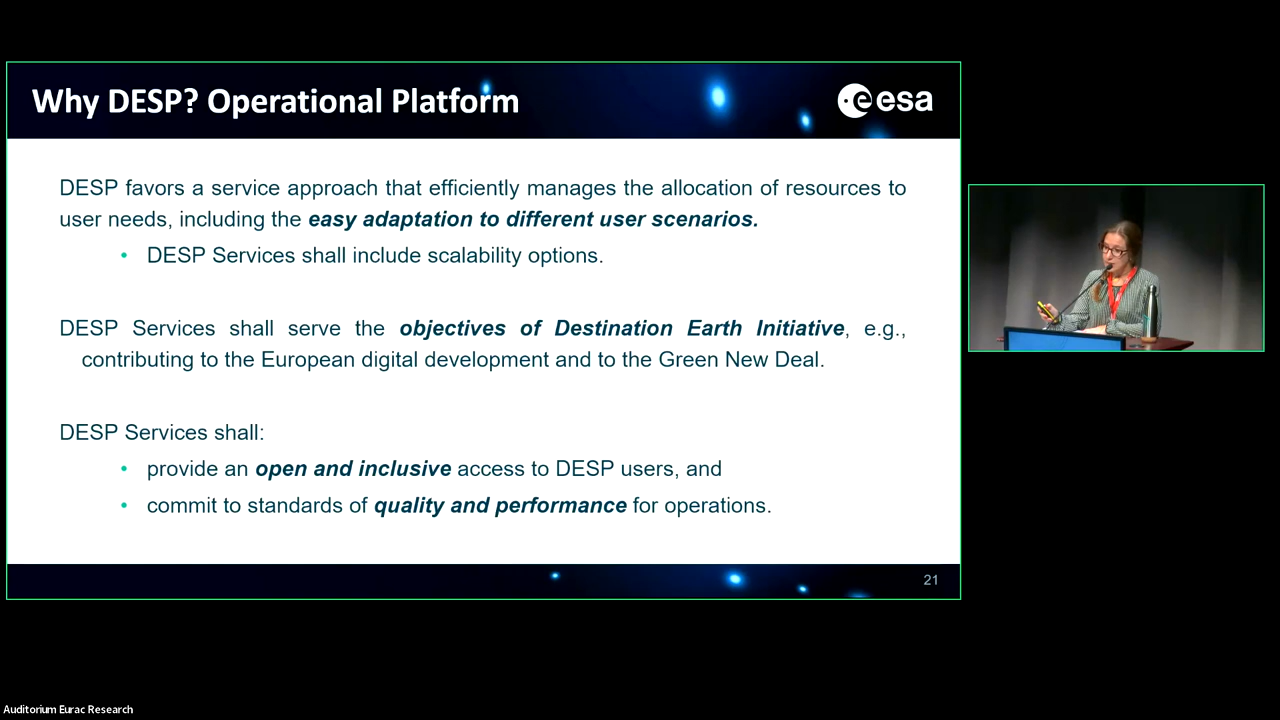 Why DESP? Operational Platform
esa
DESP favors a service approach that efficiently manages the allocation of resources to
user needs, including the easy adaptation to different user scenarios.
• DESP Services shall include scalability options.
DESP Services shall serve the objectives of Destination Earth Initiative, e.g.,
contributing to the European digital development and to the Green New Deal.
DESP Services shall:
• provide an open and inclusive access to DESP users, and
• commit to standards of quality and performance for operations.
21
Auditorium Eurac Research